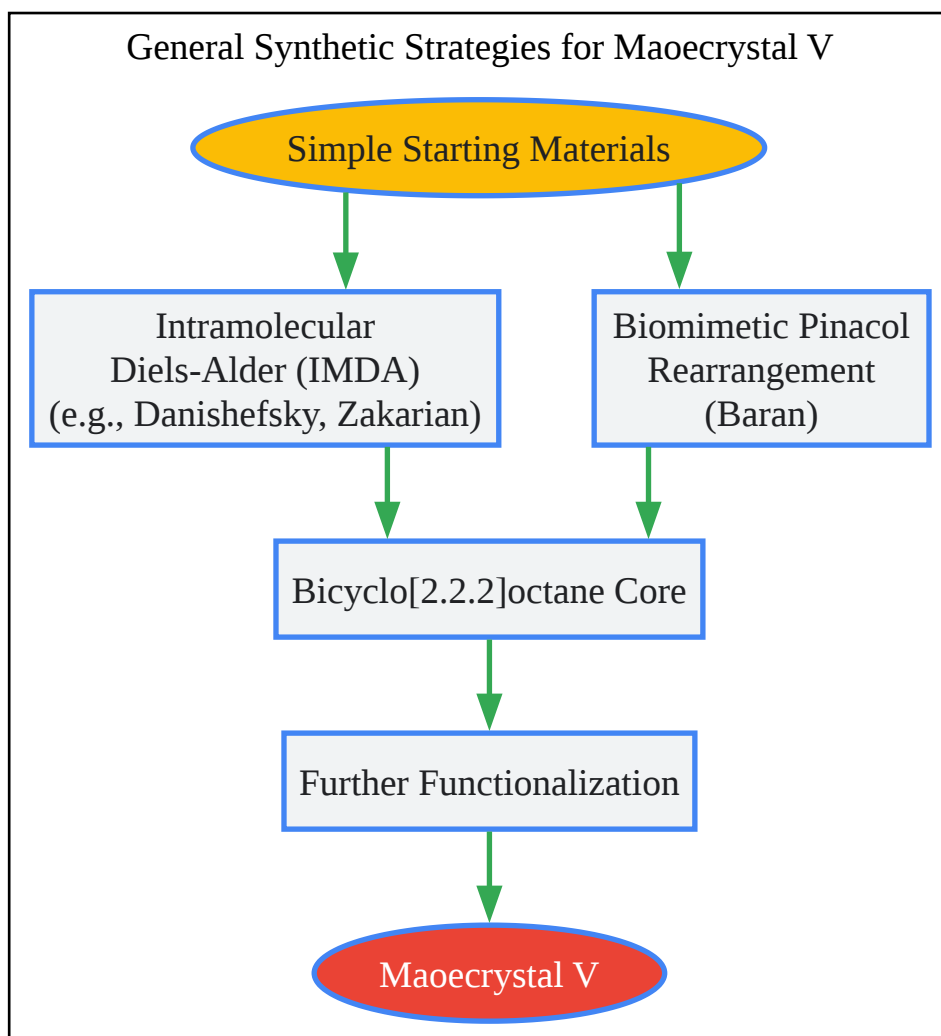 General Synthetic Strategies for Maoecrystal V
Simple Starting Materials
Intramolecular
Diels-Alder (IMDA)
(e.g., Danishefsky, Zakarian)
Biomimetic Pinacol
Rearrangement
(Baran)
Bicyclo[2.2.2]octane Core
Further Functionalization
Maoecrystal V